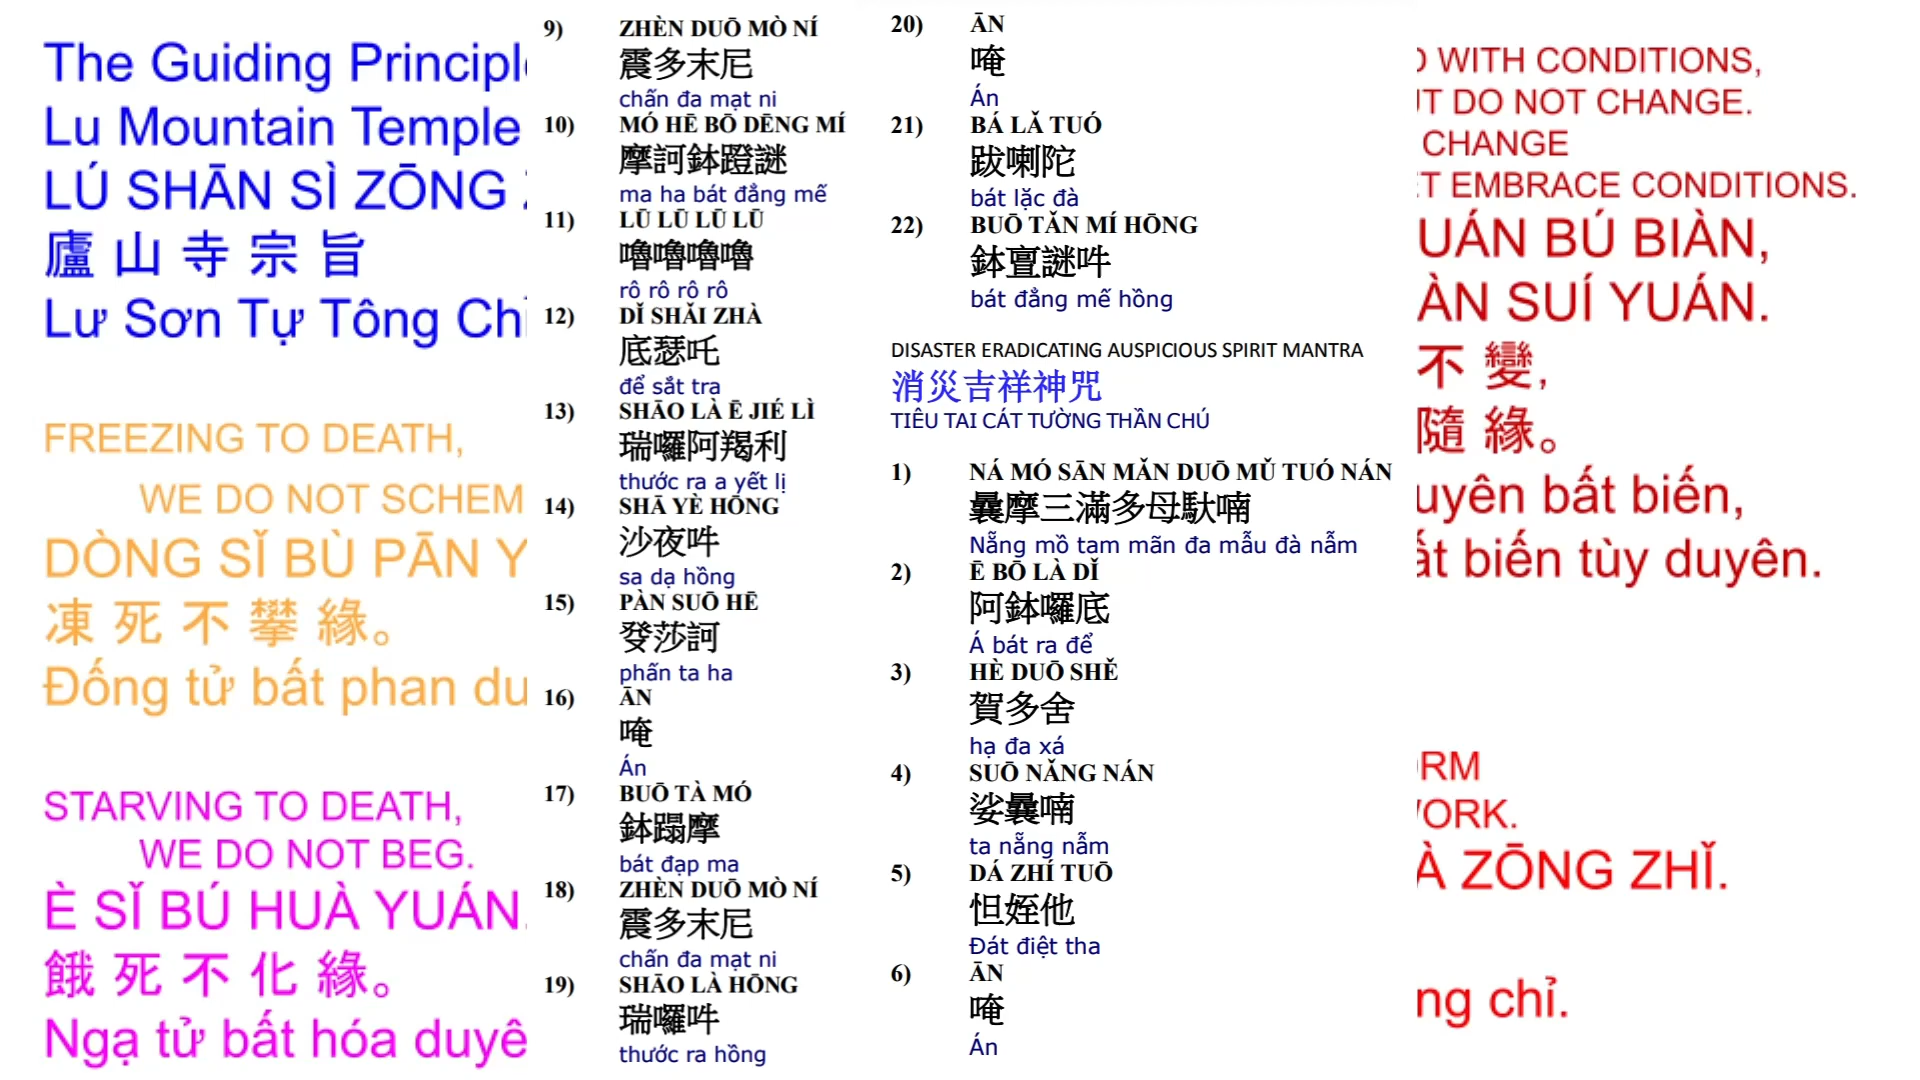 The Guiding Principl
Lu Mountain Temple
LÚ SHĀN SÌ ZŌNG
廬 山 寺 宗 旨
Lư Sơn Tự Tông Chỉ
FREEZING TO DEATH,
WE DO NOT SCHEM
DÒNG SǏ BÙ PĀN Y
凍 死 不 攀 緣。
Đống tử bất phan du
STARVING TO DEATH,
WE DO NOT BEG.
È SǏ BÚ HUÀ YUÁN.
餓 死 不 化 緣。
Ngạ tử bất hóa duyê
9) ZHÈN DUŌ MÒ NÍ
震多末尼
chấn đa mạt ni
10) MÓ HĒ BŌ DĒNG MÍ
摩訶鉢蹬謎
ma ha bát đẳng mế
11) LŪ LŪ LŪ LŪ
嚕嚕嚕嚕
rô rô rô rô
12) DǏ SHǍI ZHÀ
底瑟吒
để sắt tra
13) SHĀO LÀ Ē JIÉ LÌ
瑞囉阿羯利
thước ra a yết lị
14) SHĀ YÈ HŌNG
沙夜吽
sa dạ hồng
15) PÀN SUŌ HĒ
癹莎訶
phấn ta ha
16) ĀN
唵
Án
17) BUŌ TÀ MÓ
鉢蹋摩
bát đạp ma
18) ZHÈN DUŌ MÒ NÍ
震多末尼
chấn đa mạt ni
19) SHĀO LÀ HŌNG
瑞囉吽
thước ra hồng
20) ĀN
唵
Án
21) BÁ LǍ TUÓ
跋喇陀
bát lặc đà
22) BUŌ TǍN MÍ HŌNG
鉢亶謎吽
bát đẳng mế hồng
DISASTER ERADICATING AUSPICIOUS SPIRIT MANTRA
消災吉祥神咒
TIÊU TAI CÁT TƯỜNG THẦN CHÚ
1) NÁ MÓ SĀN MǍN DUŌ MǓ TUÓ NÁN
曩摩三滿多母馱喃
Nẵng mồ tam mãn đa mẫu đà nẫm
2) Ē BŌ LÀ DǏ
阿鉢囉底
Á bát ra để
3) HÈ DUŌ SHĚ
賀多舍
hạ đa xá
4) SUŌ NǍNG NÁN
娑曩喃
ta nẵng nẫm
5) DÁ ZHÍ TUŌ
怛姪他
Đát điệt tha
6) ĀN
唵
Án
WITH CONDITIONS,
UT DO NOT CHANGE.
CHANGE
ET EMBRACE CONDITIONS.
UÁN BÚ BIÀN,
ÀN SUÍ YUÁN.
不 變,
隨 緣。
uyên bất biến,
ất biến tùy duyên.
ORM
WORK.
À ZŌNG ZHǏ.
ng chỉ.